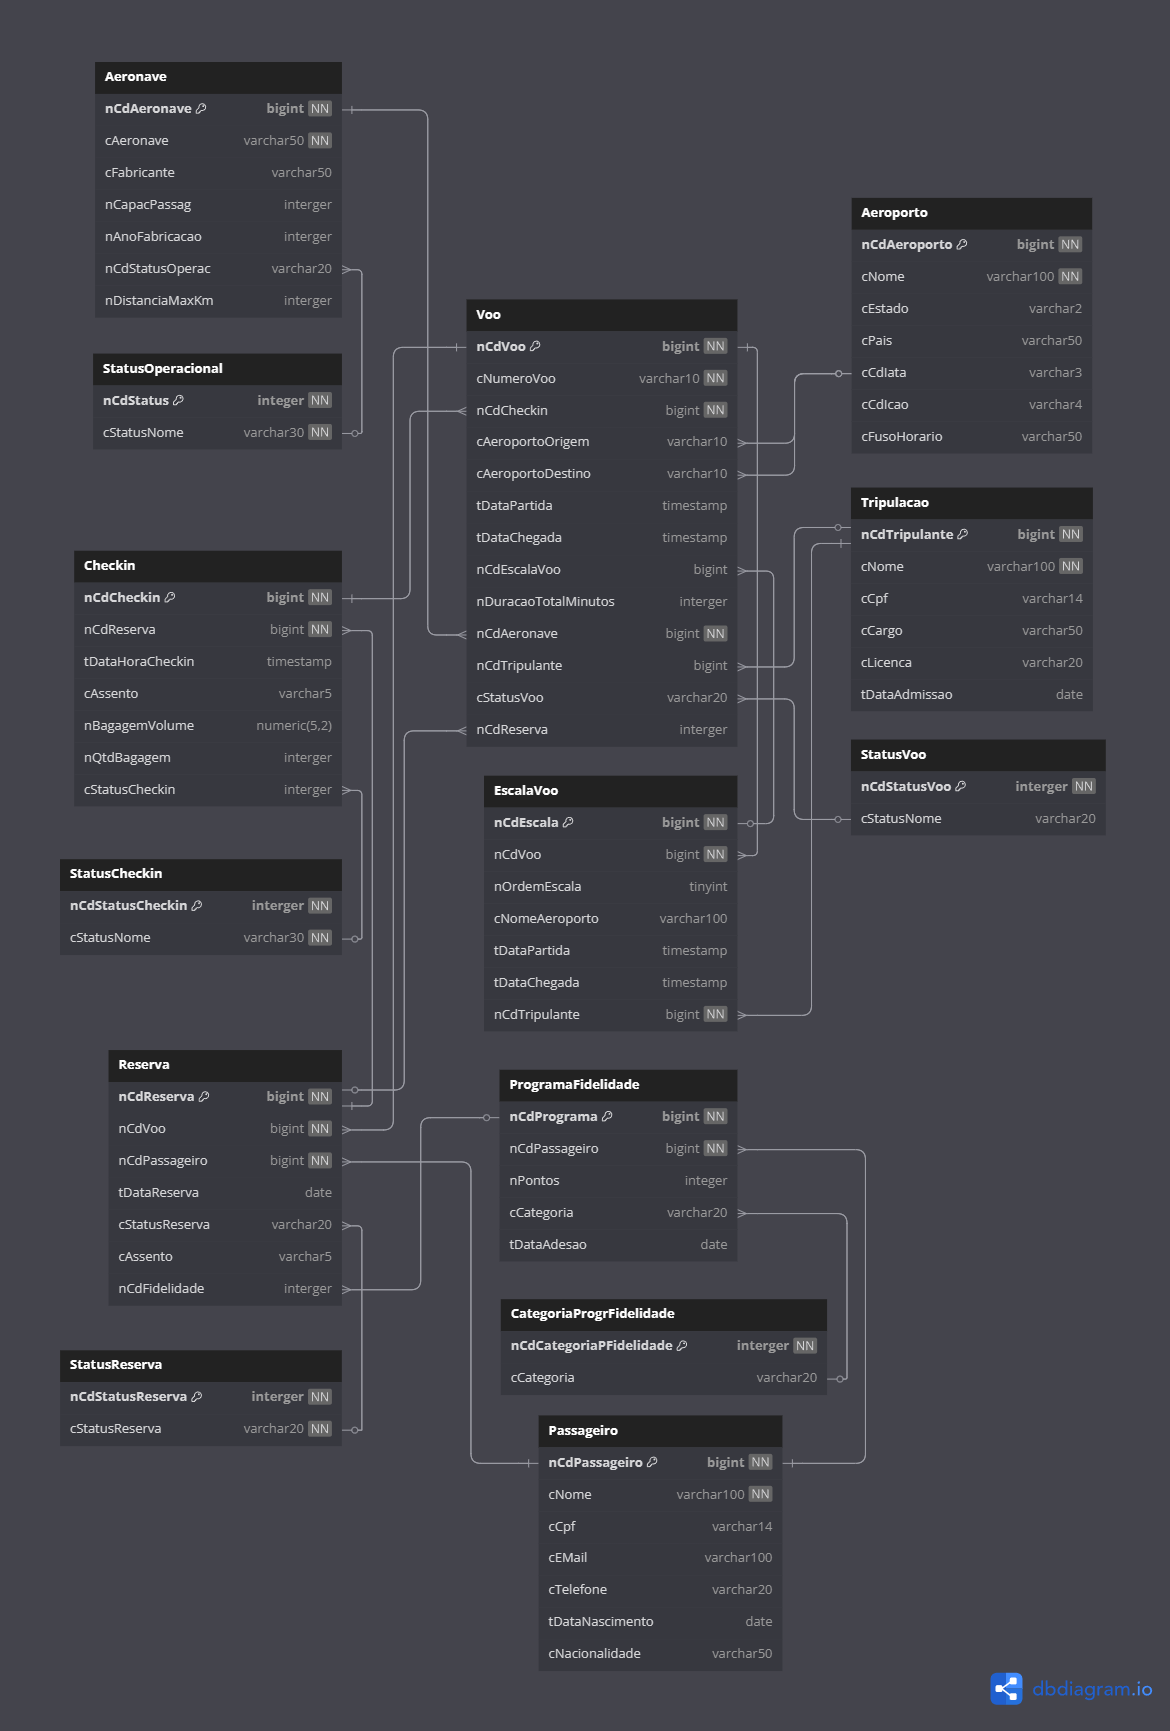 Aeronave
nCdAeronave bigint NN
cAeronave varchar50 NN
cFabricante varchar50
nCapacPassag interger
nAnoFabricacao interger
nCdStatusOperac varchar20
nDistanciaMaxKm interger
StatusOperacional
nCdStatus integer NN
cStatusNome varchar30 NN
Checkin
nCdCheckin bigint NN
nCdReserva bigint NN
tDataHoraCheckin timestamp
cAssento varchar5
nBagagemVolume numeric(5,2)
nQtdBagagem interger
cStatusCheckin interger
StatusCheckin
nCdStatusCheckin interger NN
cStatusNome varchar30 NN
Reserva
nCdReserva bigint NN
nCdVoo bigint NN
nCdPassageiro bigint NN
tDataReserva date
cStatusReserva varchar20
cAssento varchar5
nCdFidelidade interger
StatusReserva
nCdStatusReserva interger NN
cStatusReserva varchar20 NN
Voo
nCdVoo bigint NN
cNumeroVoo varchar10 NN
nCdCheckin bigint NN
cAeroportoOrigem varchar10
cAeroportoDestino varchar10
tDataPartida timestamp
tDataChegada timestamp
nCdEscalaVoo bigint
nDuracaoTotalMinutos interger
nCdAeronave bigint NN
nCdTripulante bigint
cStatusVoo varchar20
nCdReserva interger
EscalaVoo
nCdEscala bigint NN
nCdVoo bigint NN
nOrdemEscala tinyint
cNomeAeroporto varchar100
tDataPartida timestamp
tDataChegada timestamp
nCdTripulante bigint NN
ProgramaFidelidade
nCdPrograma bigint NN
nCdPassageiro bigint NN
nPontos integer
cCategoria varchar20
tDataAdesao date
CategoriaProgrFidelidade
nCdCategoriaPFidelidade interger NN
cCategoria varchar20
Passageiro
nCdPassageiro bigint NN
cNome varchar100 NN
cCpf varchar14
cEMail varchar100
cTelefone varchar20
tDataNascimento date
cNacionalidade varchar50
Aeroporto
nCdAeroporto bigint NN
cNome varchar100 NN
cEstado varchar2
cPais varchar50
cCdIata varchar3
cCdIcao varchar4
cFusoHorario varchar50
Tripulacao
nCdTripulante bigint NN
cNome varchar100 NN
cCpf varchar14
cCargo varchar50
cLicenca varchar20
tDataAdmissao date
StatusVoo
nCdStatusVoo interger NN
cStatusNome varchar20
dbdiagram.io